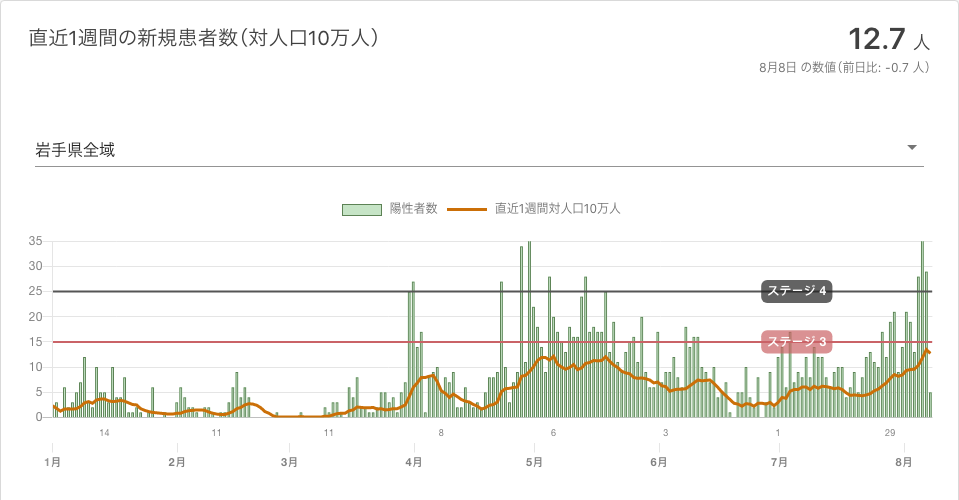 直近1週間の新規患者数(対人口10万人)
12.7 人
8月8日 の数値(前日比: -0.7 人)
岩手県全域
陽性者数 直近1週間対人口10万人
35
30
25
20
15
10
5
0
ステージ 4
ステージ 3
14 11 11 8 6 3 1 29
1月 2月 3月 4月 5月 6月 7月 8月